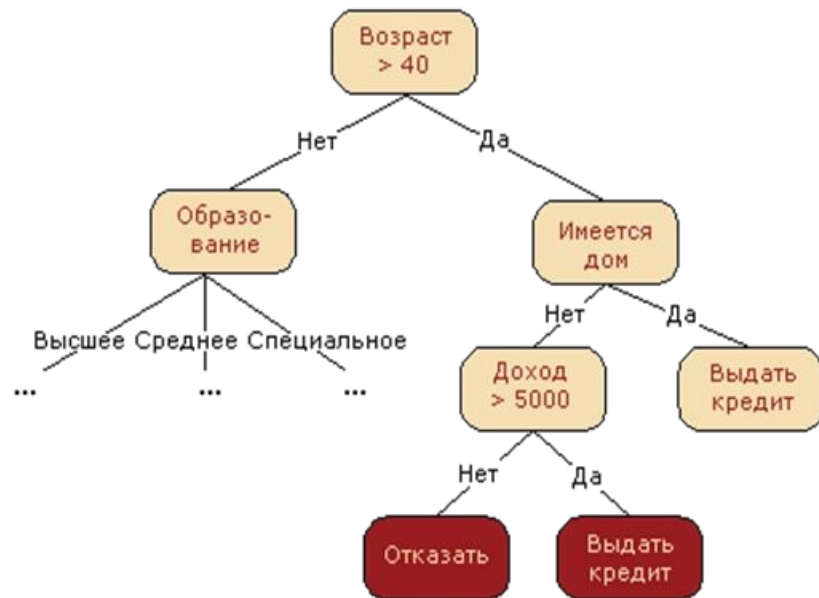 Возраст
> 40
Нет
Да
Образо-
вание
Имеется
дом
Высшее Среднее Специальное
... ... ...
Нет
Да
Доход
> 5000
Выдать
кредит
Нет
Да
Отказать
Выдать
кредит